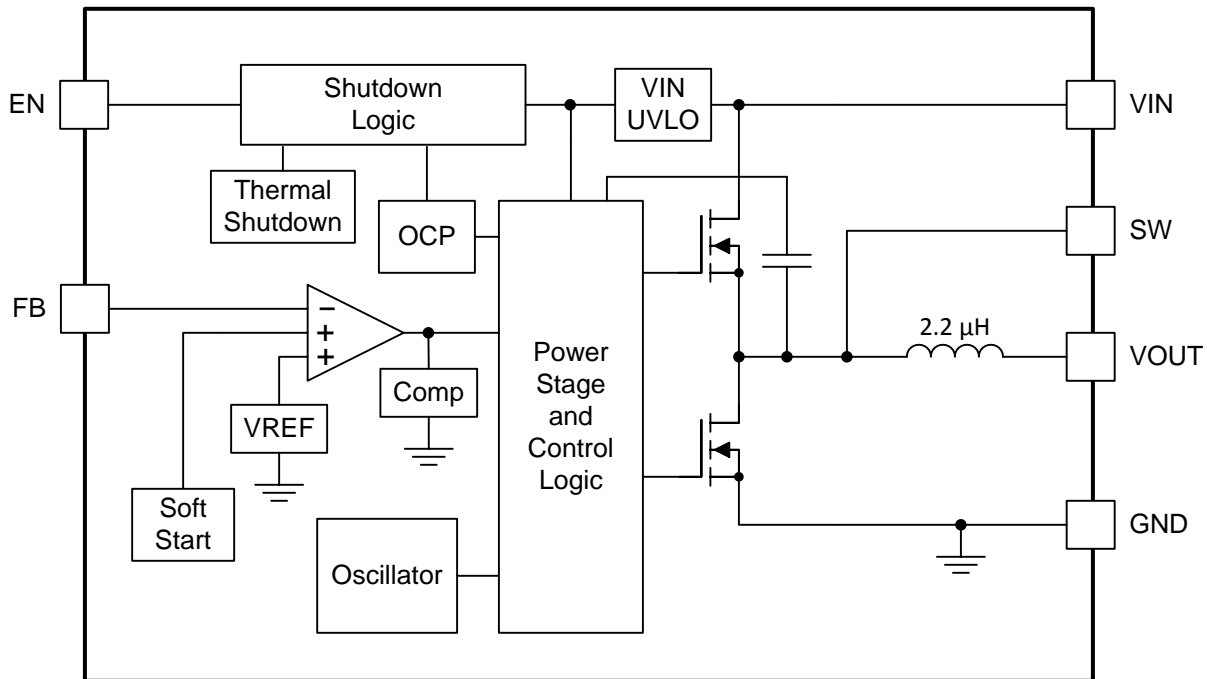 EN
Shutdown
Logic
VIN
UVLO
VIN
Thermal
Shutdown
OCP
SW
FB
−
+
+
2.2 µH
VOUT
Power
Stage
and
Control
Logic
Comp
VREF
Soft
Start
GND
Oscillator